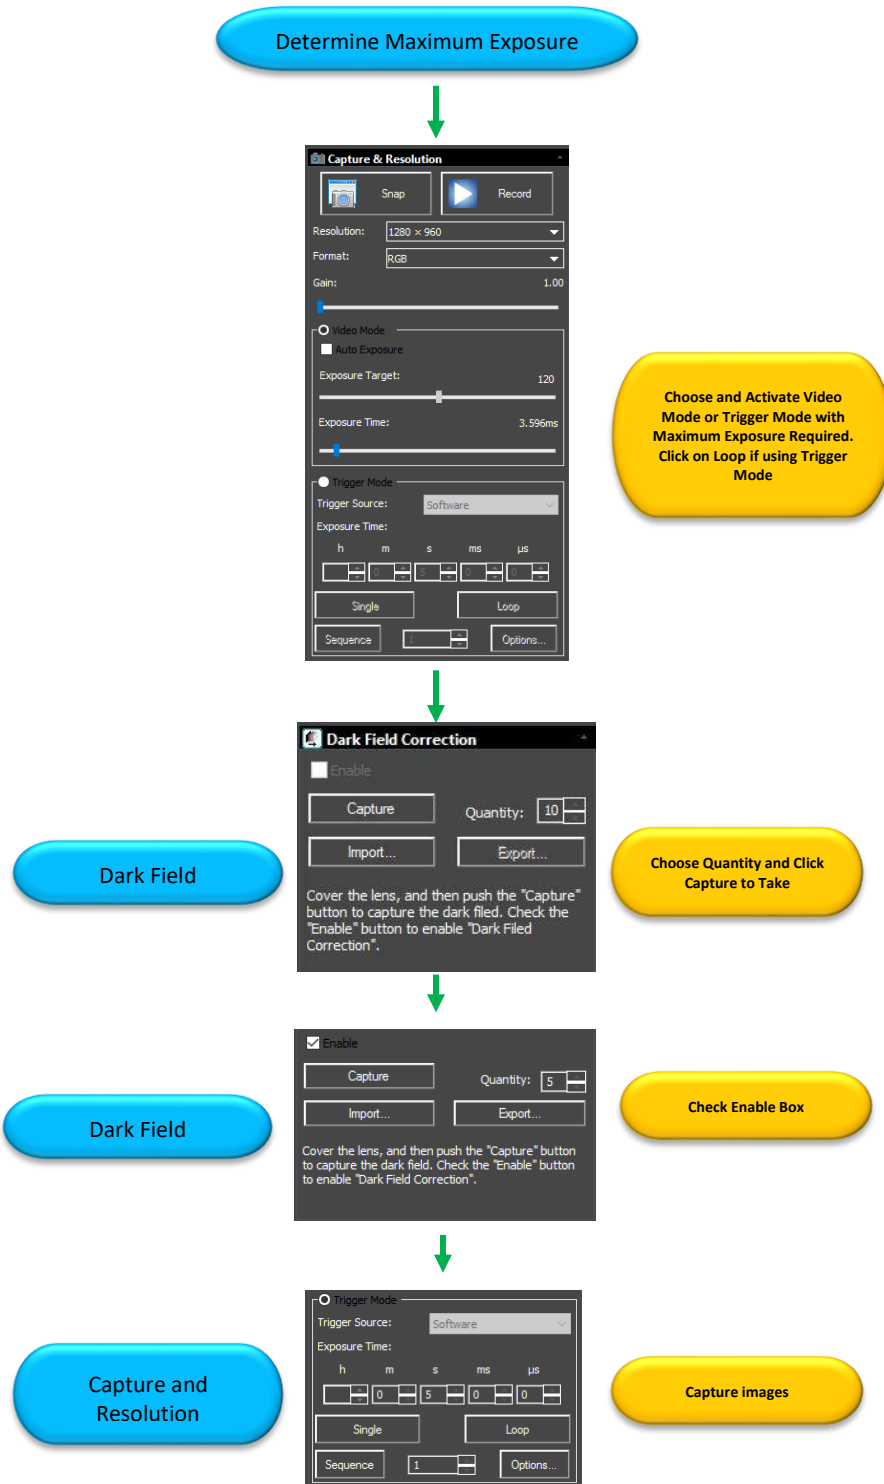 Determine Maximum Exposure
Capture & Resolution
Snap
Record
Resolution:
1280 × 960
Format:
RGB
Gain:
1.00
Video Mode
Auto Exposure
Exposure Target:
120
Exposure Time:
3.596ms
Choose and Activate Video
Mode or Trigger Mode with
Maximum Exposure Required.
Click on Loop if using Trigger
Mode
Trigger Mode
Trigger Source:
Software
Exposure Time:
h m s ms µs
0 5 0 0
Single
Loop
Sequence
1
Options...
Dark Field Correction
Enable
Capture
Quantity:
10
Import...
Export...
Cover the lens, and then push the "Capture"
button to capture the dark filed. Check the
"Enable" button to enable "Dark Filed
Correction".
Dark Field
Choose Quantity and Click
Capture to Take
Enable
Capture
Quantity:
5
Import...
Export...
Cover the lens, and then push the "Capture" button
to capture the dark field. Check the "Enable" button
to enable "Dark Field Correction".
Dark Field
Check Enable Box
Trigger Mode
Trigger Source:
Software
Exposure Time:
h m s ms µs
0 5 0 0
Single
Loop
Sequence
1
Options...
Capture and
Resolution
Capture images